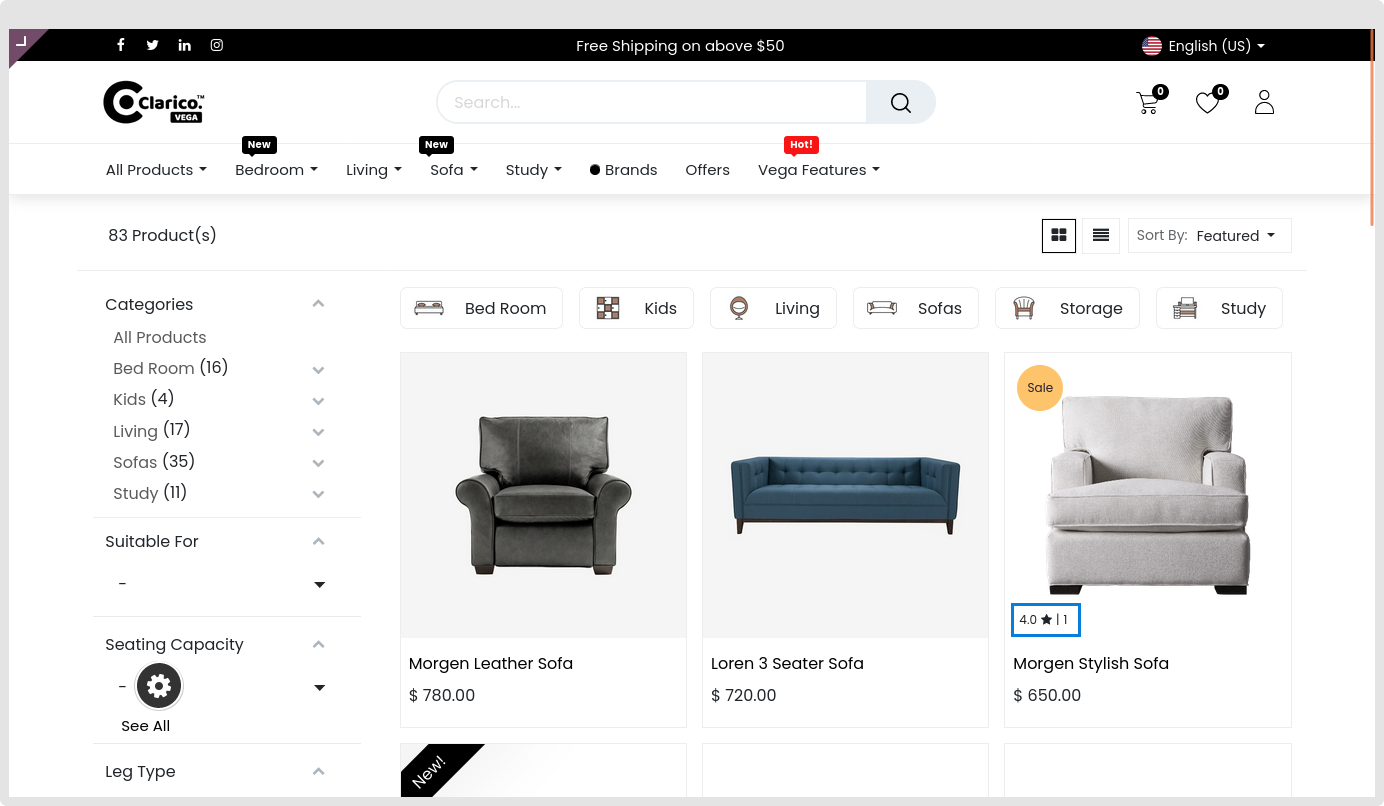 Free Shipping on above $50
English (US)
Clarico.™
VEGA
Search...
0
0
New
New
Hot!
All Products
Bedroom
Living
Sofa
Study
Brands
Offers
Vega Features
83 Product(s)
Sort By: Featured
Categories
All Products
Bed Room (16)
Kids (4)
Living (17)
Sofas (35)
Study (11)
Suitable For
-
Seating Capacity
-
See All
Leg Type
Bed Room
Kids
Living
Sofas
Storage
Study
Sale
4.0 ★ | 1
Morgen Leather Sofa
$ 780.00
Loren 3 Seater Sofa
$ 720.00
Morgen Stylish Sofa
$ 650.00
New!